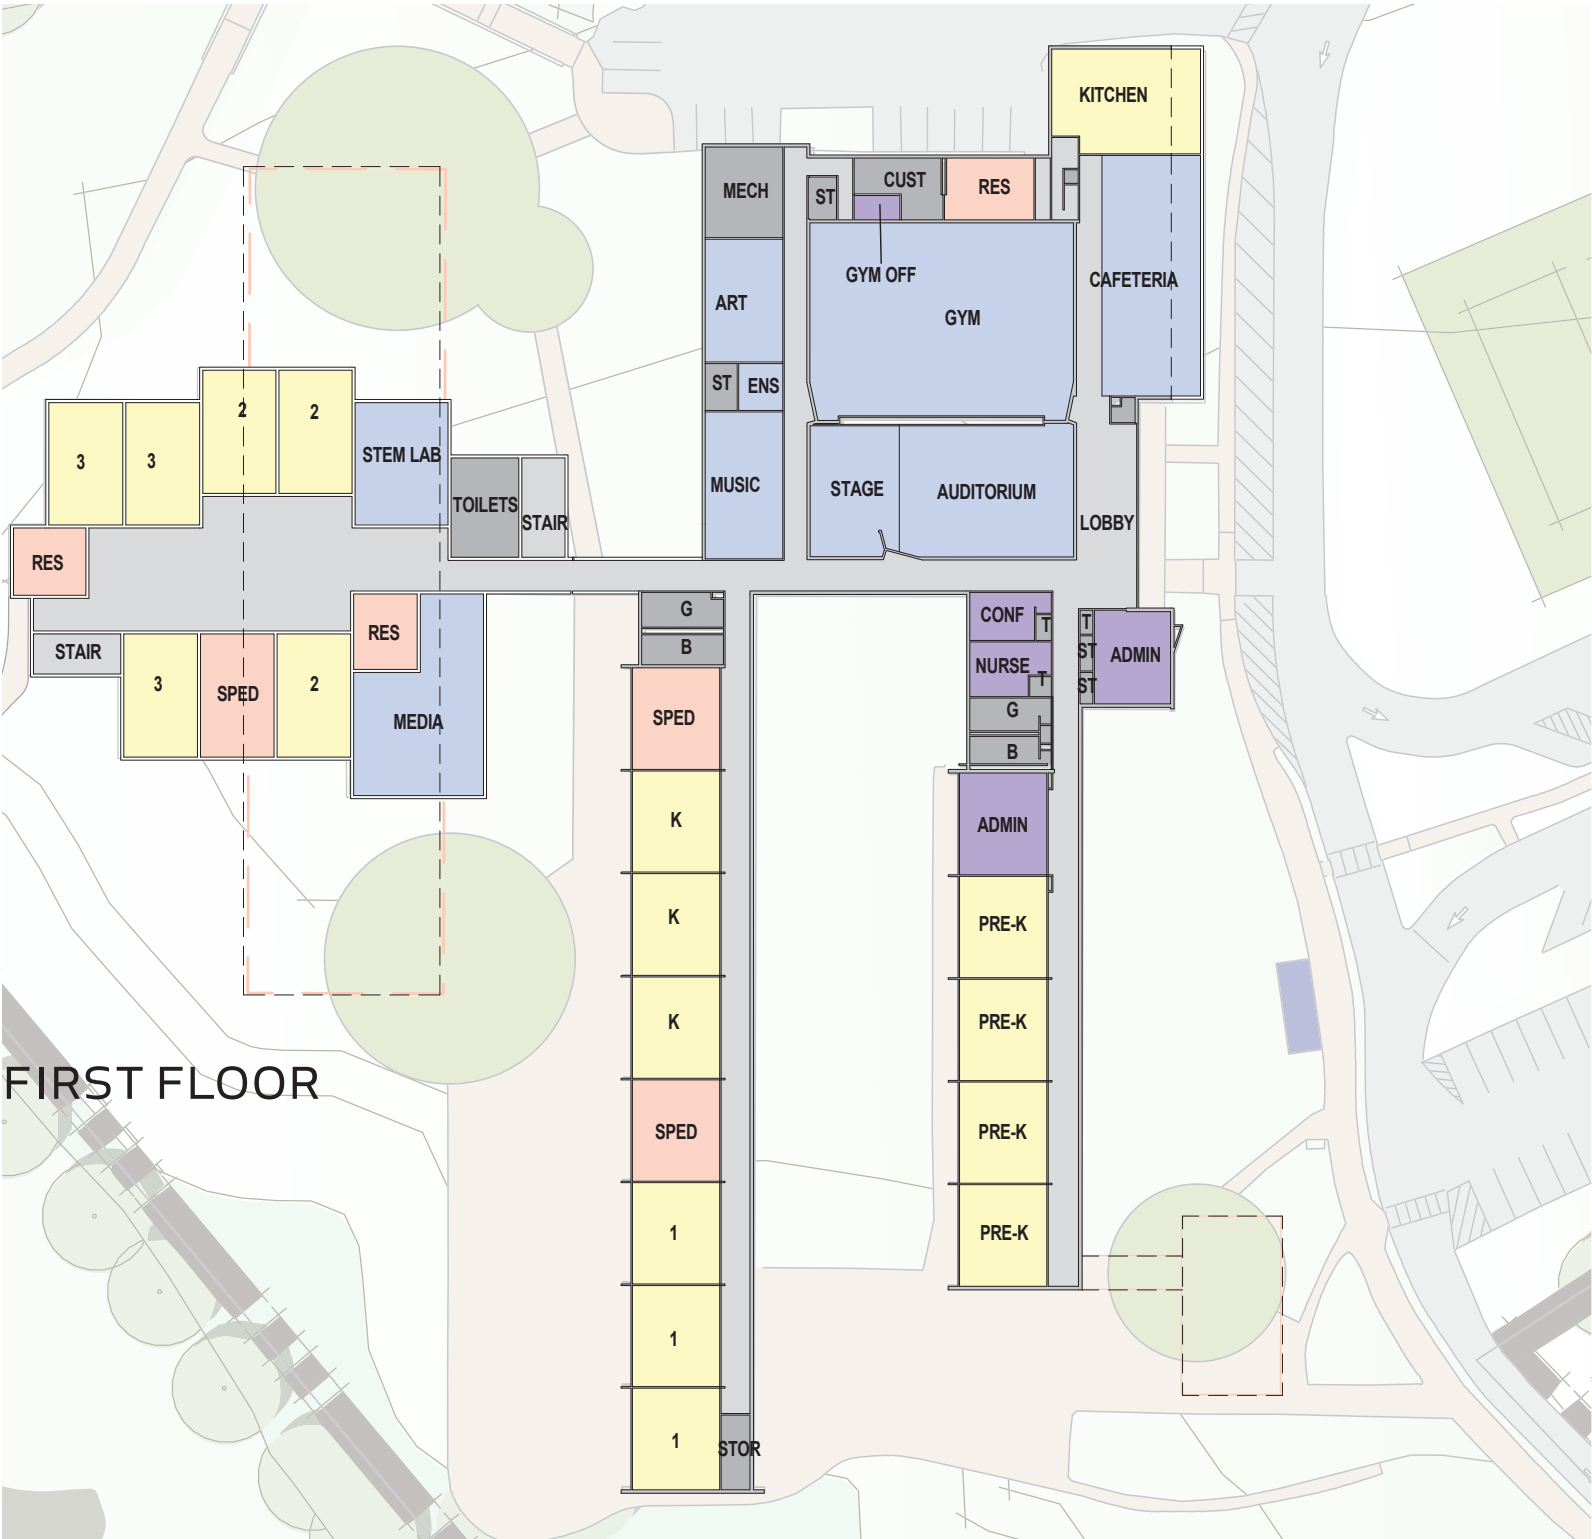 KITCHEN
MECH
ST
CUST
RES
GYM OFF
CAFETERIA
ART
GYM
ST
ENS
2
2
3
3
STEM LAB
MUSIC
STAGE
AUDITORIUM
TOILETS
STAIR
LOBBY
RES
G
CONF
T
T
RES
B
STAIR
ST
ADMIN
NURSE
T
3
SPED
2
ST
MEDIA
SPED
G
B
K
ADMIN
K
PRE-K
K
PRE-K
FIRST FLOOR
SPED
PRE-K
1
PRE-K
1
1
STOR